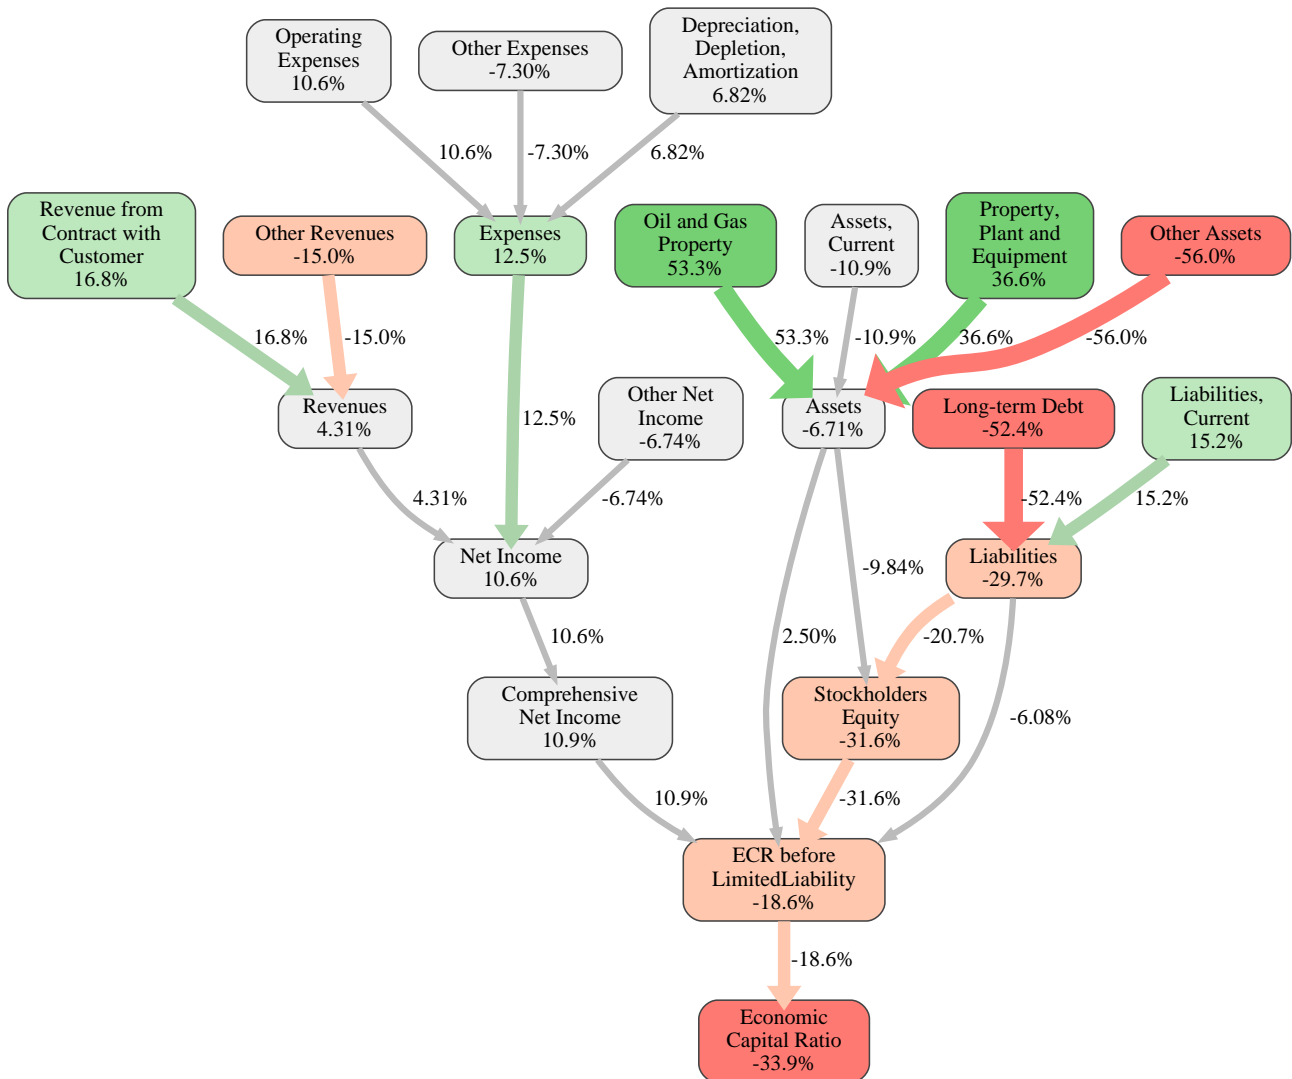 Operating
Expenses
10.6%
Other Expenses
-7.30%
Depreciation,
Depletion,
Amortization
6.82%
10.6%
-7.30%
6.82%
Revenue from
Contract with
Customer
16.8%
Other Revenues
-15.0%
Expenses
12.5%
Oil and Gas
Property
53.3%
Assets,
Current
-10.9%
Property,
Plant and
Equipment
36.6%
Other Assets
-56.0%
16.8%
-15.0%
53.3%
-10.9%
36.6%
-56.0%
Revenues
4.31%
12.5%
Other Net
Income
-6.74%
Assets
-6.71%
Long-term Debt
-52.4%
Liabilities,
Current
15.2%
4.31%
-6.74%
-52.4%
15.2%
Net Income
10.6%
-9.84%
Liabilities
-29.7%
10.6%
2.50%
-20.7%
Comprehensive
Net Income
10.9%
Stockholders
Equity
-31.6%
-6.08%
10.9%
-31.6%
ECR before
LimitedLiability
-18.6%
-18.6%
Economic
Capital Ratio
-33.9%